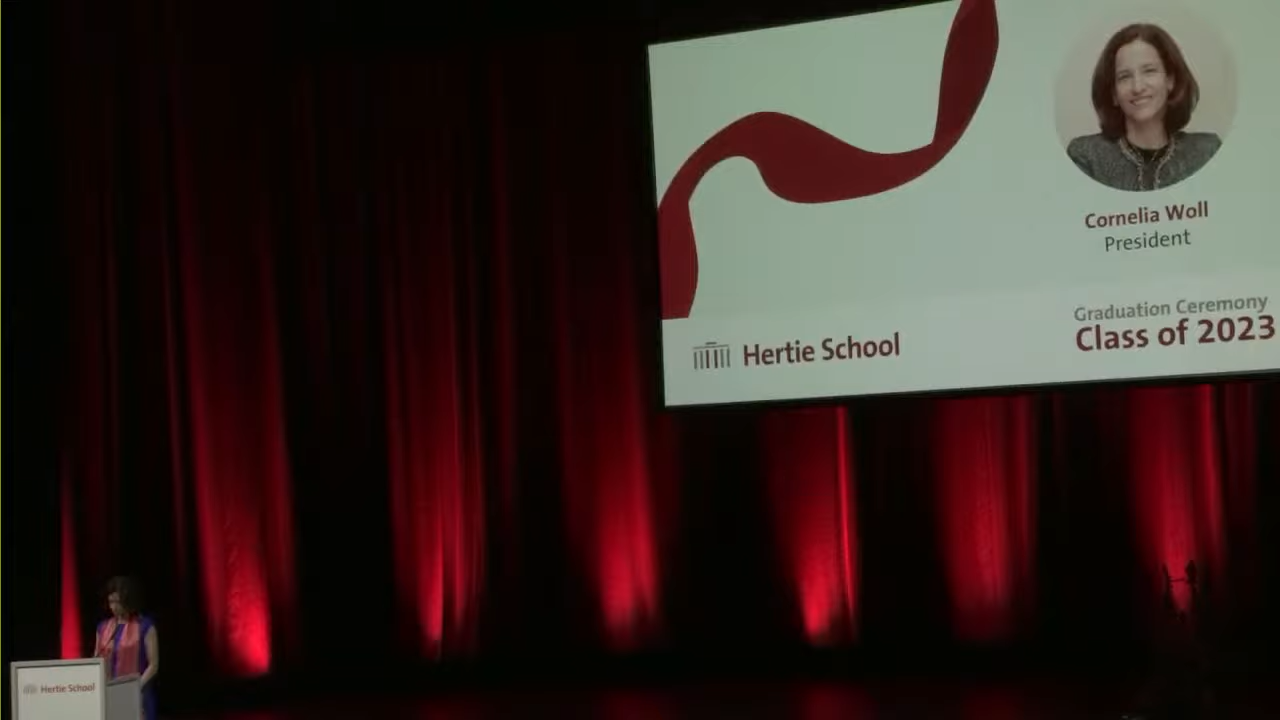 Cornelia Woll
President
Graduation Ceremony
Class of 2023
Hertie School
Hertie School